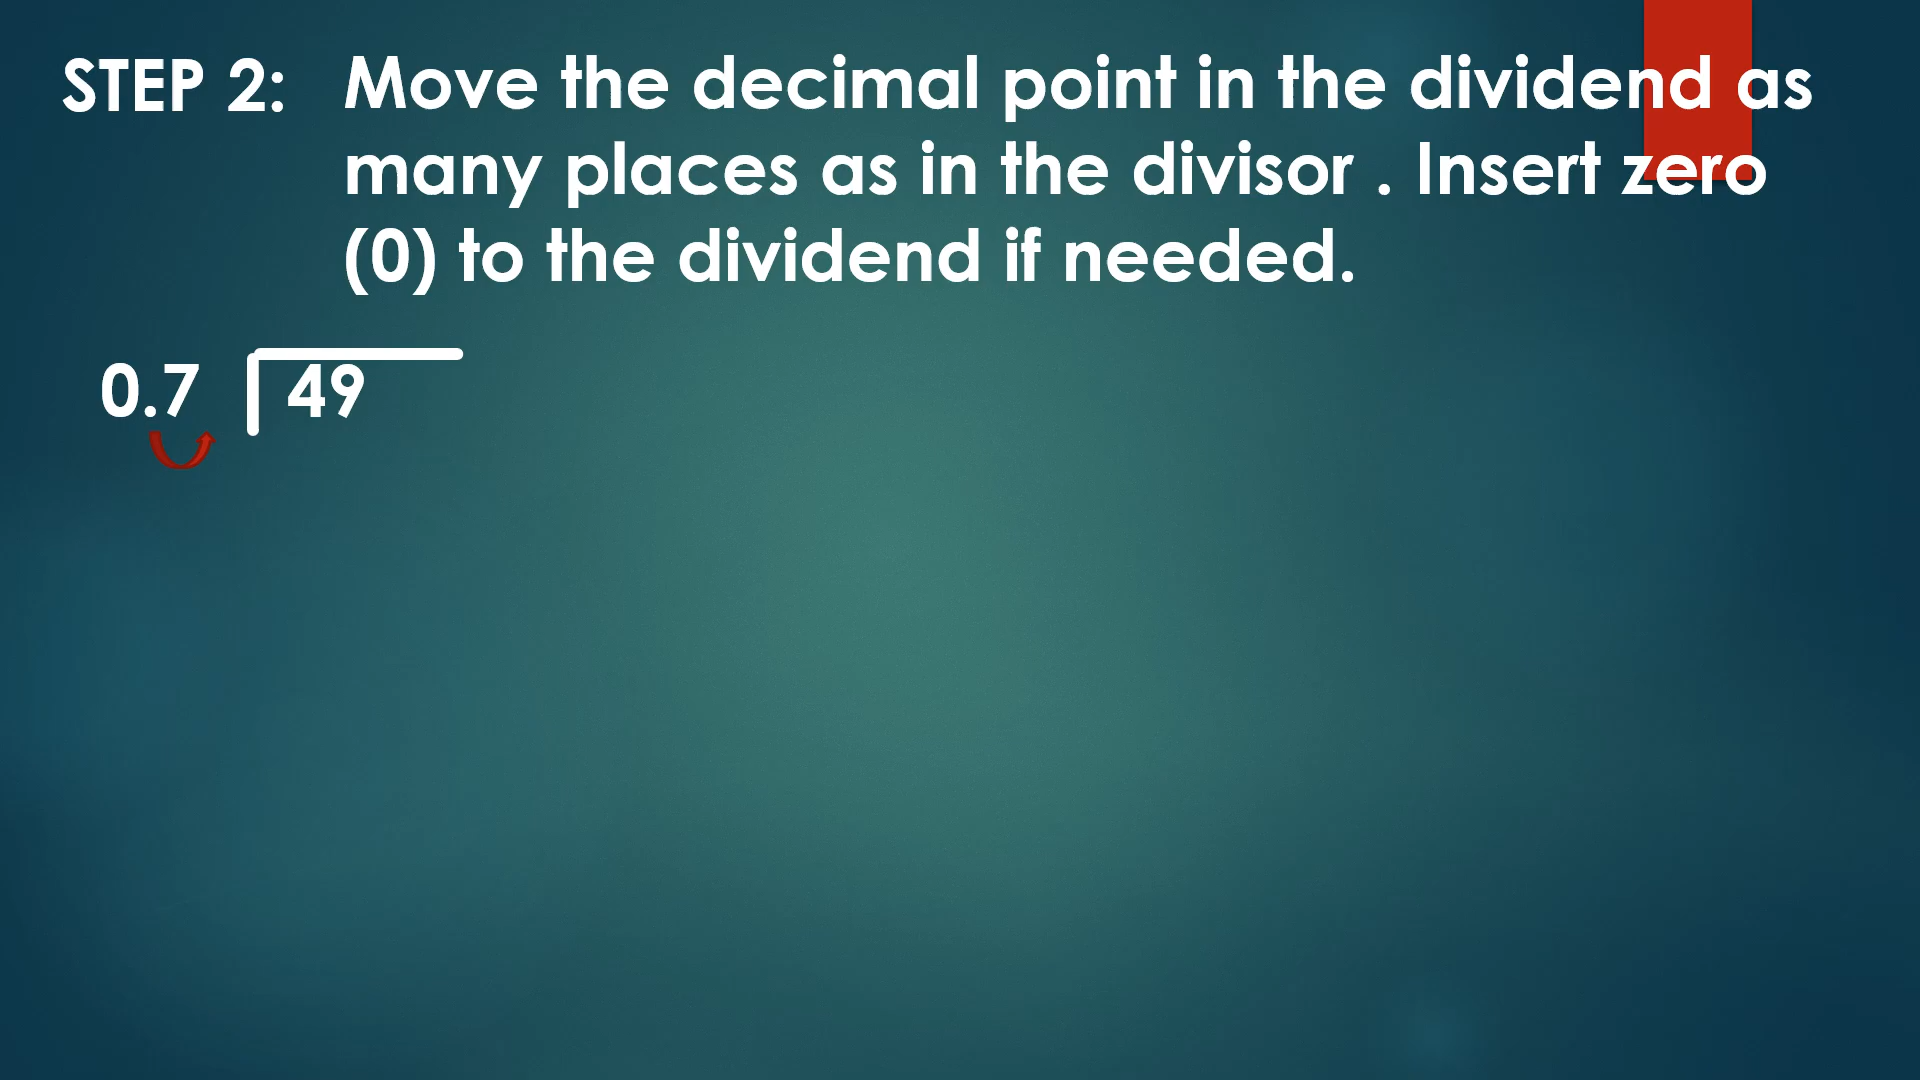 STEP 2: Move the decimal point in the dividend as
many places as in the divisor . Insert zero
(0) to the dividend if needed.
0.7 49